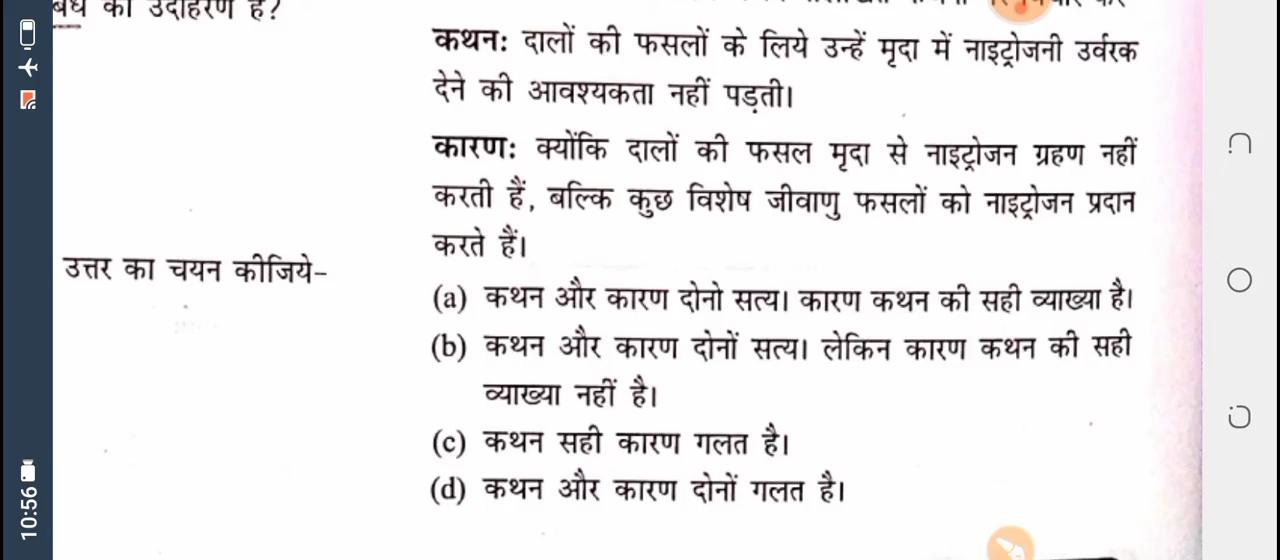 बंध का उदाहरण है?
कथनः दालों की फसलों के लिये उन्हें मृदा में नाइट्रोजनी उर्वरक
देने की आवश्यकता नहीं पड़ती।
कारणः क्योंकि दालों की फसल मृदा से नाइट्रोजन ग्रहण नहीं
करती हैं, बल्कि कुछ विशेष जीवाणु फसलों को नाइट्रोजन प्रदान
करते हैं।
उत्तर का चयन कीजिये-
(a) कथन और कारण दोनो सत्य। कारण कथन की सही व्याख्या है।
(b) कथन और कारण दोनों सत्य। लेकिन कारण कथन की सही
व्याख्या नहीं है।
(c) कथन सही कारण गलत है।
(d) कथन और कारण दोनों गलत है।
10:56